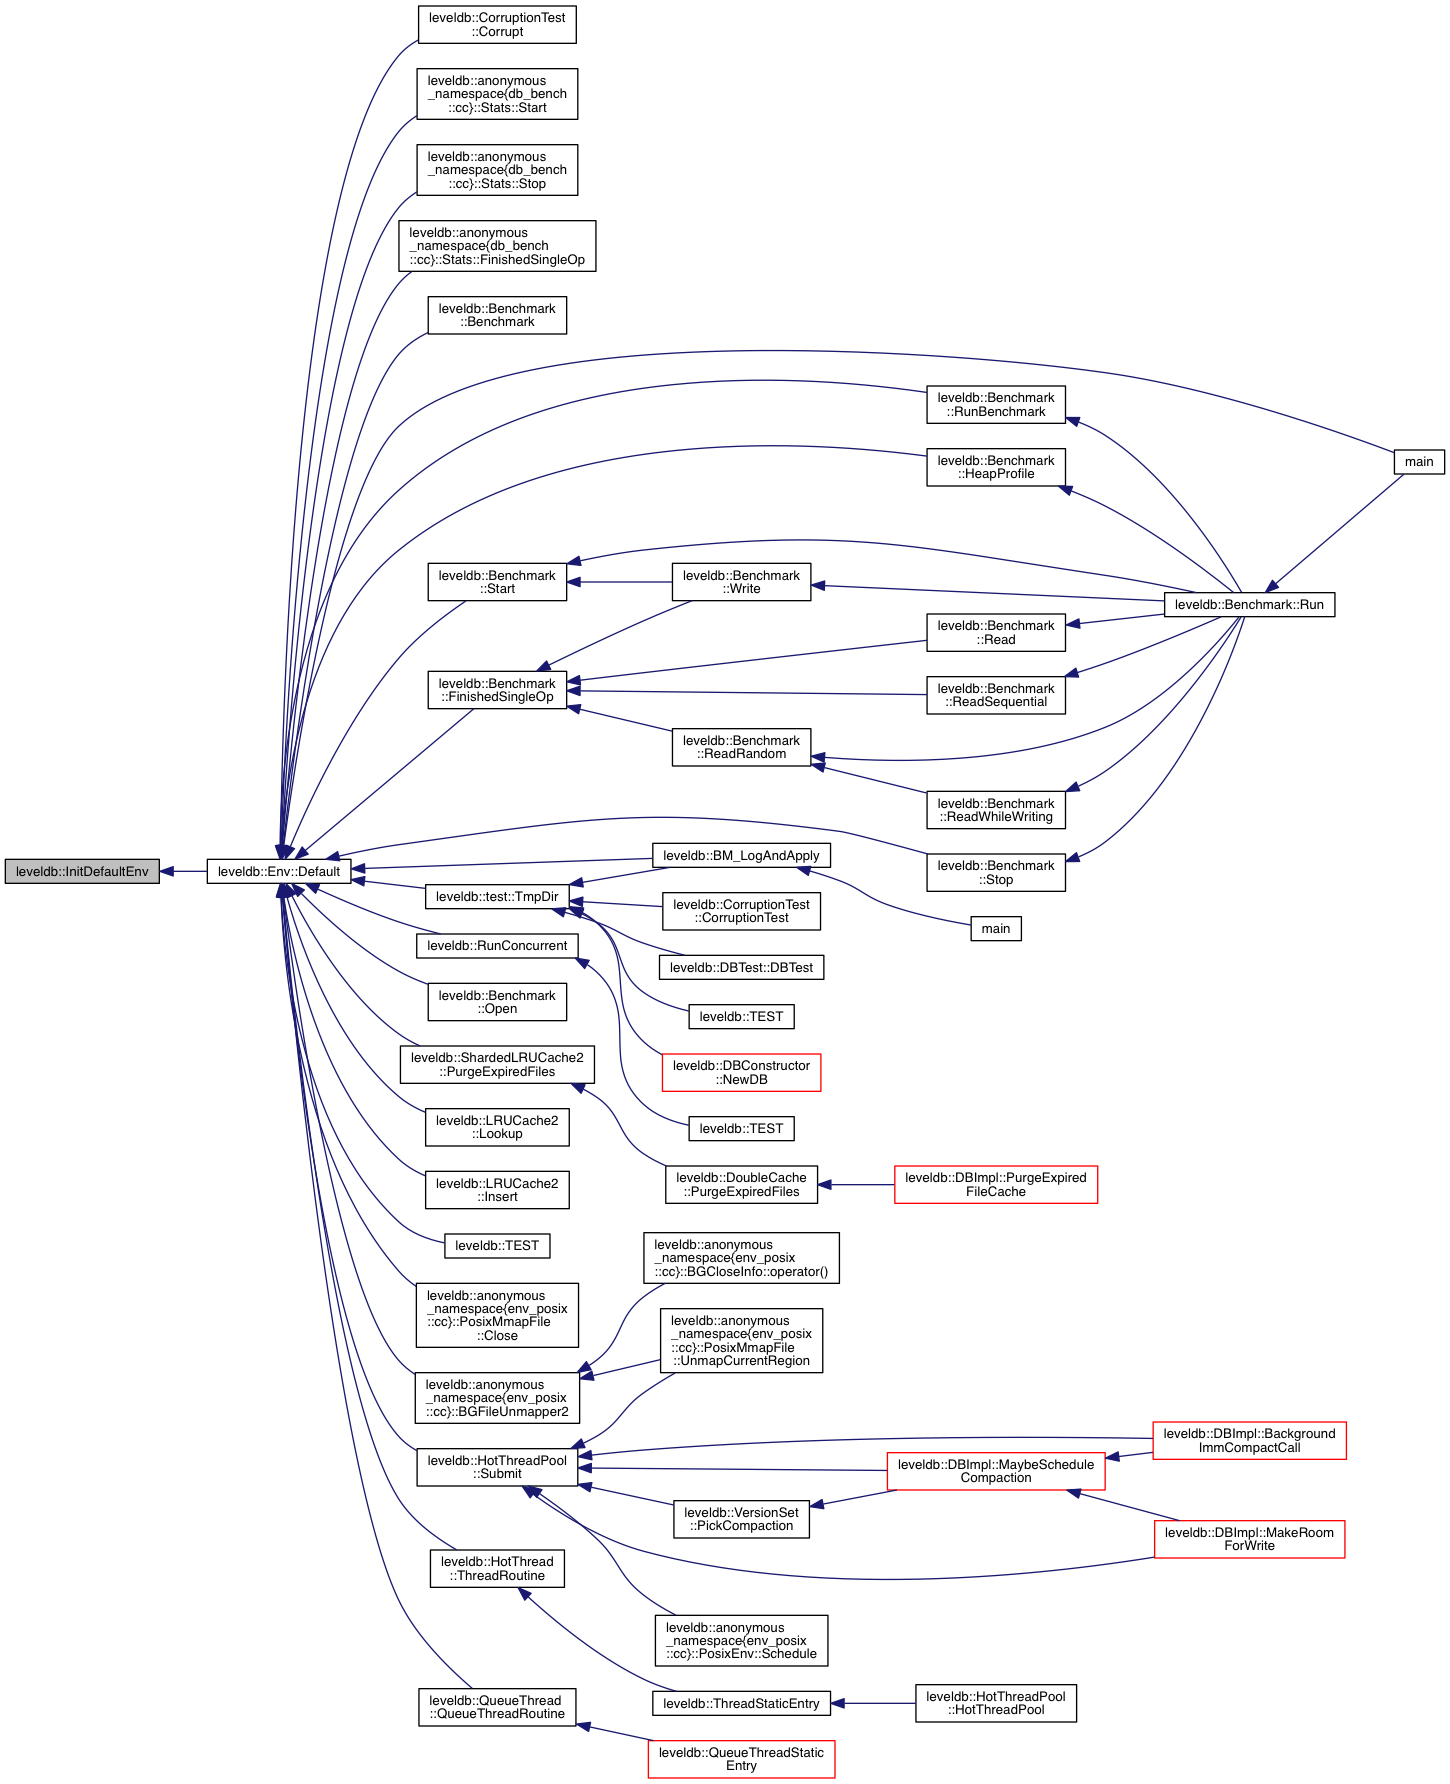 leveldb::CorruptionTest
::Corrupt
leveldb::anonymous
_namespace{db_bench
::cc}::Stats::Start
leveldb::anonymous
_namespace{db_bench
::cc}::Stats::Stop
leveldb::anonymous
_namespace{db_bench
::cc}::Stats::FinishedSingleOp
leveldb::Benchmark
::Benchmark
leveldb::Benchmark
::RunBenchmark
main
leveldb::Benchmark
::HeapProfile
leveldb::Benchmark
::Start
leveldb::Benchmark
::Write
leveldb::Benchmark::Run
leveldb::Benchmark
::Read
leveldb::Benchmark
::FinishedSingleOp
leveldb::Benchmark
::ReadSequential
leveldb::Benchmark
::ReadRandom
leveldb::Benchmark
::ReadWhileWriting
leveldb::InitDefaultEnv
leveldb::Env::Default
leveldb::BM_LogAndApply
leveldb::Benchmark
::Stop
leveldb::test::TmpDir
leveldb::CorruptionTest
::CorruptionTest
main
leveldb::RunConcurrent
leveldb::DBTest::DBTest
leveldb::Benchmark
::Open
leveldb::TEST
leveldb::ShardedLRUCache2
::PurgeExpiredFiles
leveldb::DBConstructor
::NewDB
leveldb::LRUCache2
::Lookup
leveldb::TEST
leveldb::LRUCache2
::Insert
leveldb::DoubleCache
::PurgeExpiredFiles
leveldb::DBImpl::PurgeExpired
FileCache
leveldb::TEST
leveldb::anonymous
_namespace{env_posix
::cc}::BGCloseInfo::operator()
leveldb::anonymous
_namespace{env_posix
::cc}::PosixMmapFile
::Close
leveldb::anonymous
_namespace{env_posix
::cc}::PosixMmapFile
::UnmapCurrentRegion
leveldb::anonymous
_namespace{env_posix
::cc}::BGFileUnmapper2
leveldb::DBImpl::Background
ImmCompactCall
leveldb::HotThreadPool
::Submit
leveldb::DBImpl::MaybeSchedule
Compaction
leveldb::VersionSet
::PickCompaction
leveldb::DBImpl::MakeRoom
ForWrite
leveldb::HotThread
::ThreadRoutine
leveldb::anonymous
_namespace{env_posix
::cc}::PosixEnv::Schedule
leveldb::QueueThread
::QueueThreadRoutine
leveldb::ThreadStaticEntry
leveldb::HotThreadPool
::HotThreadPool
leveldb::QueueThreadStatic
Entry